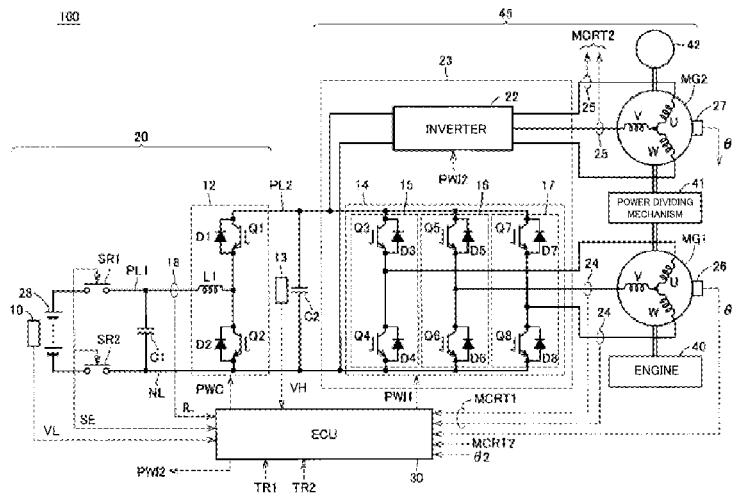 100
45
MCRT2
42
23
MG2
22
25
27
INVERTER
V
U
W
25
θ
20
PWI2
12
PL2
14
15
16
17
41
POWER DIVIDING
MECHANISM
D1
Q1
Q3
D3
Q5
D5
Q7
D7
MG1
SR1
PL1
18
L1
13
24
26
28
V
U
W
10
C2
θ
SR2
C1
D2
Q2
Q4
D4
Q6
D6
Q8
D8
24
NL
PWC
VH
PWI1
40
ENGINE
VL
SE
MCRT1
ECU
MCRT2
θ2
PWI2
30
TR1
TR2